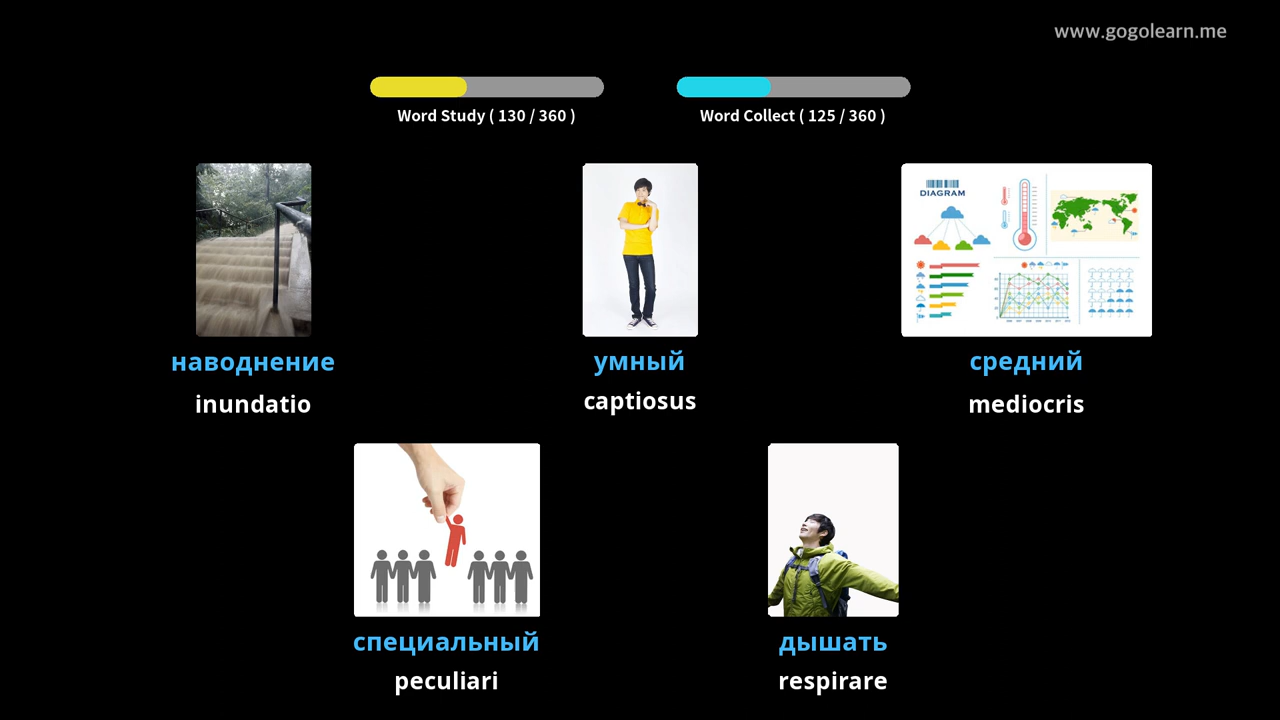 www.gogolearn.me
Word Study ( 130 / 360 )
Word Collect ( 125 / 360 )
DIAGRAM
наводнение
inundatio
умный
captiosus
средний
mediocris
специальный
peculiari
дышать
respirare